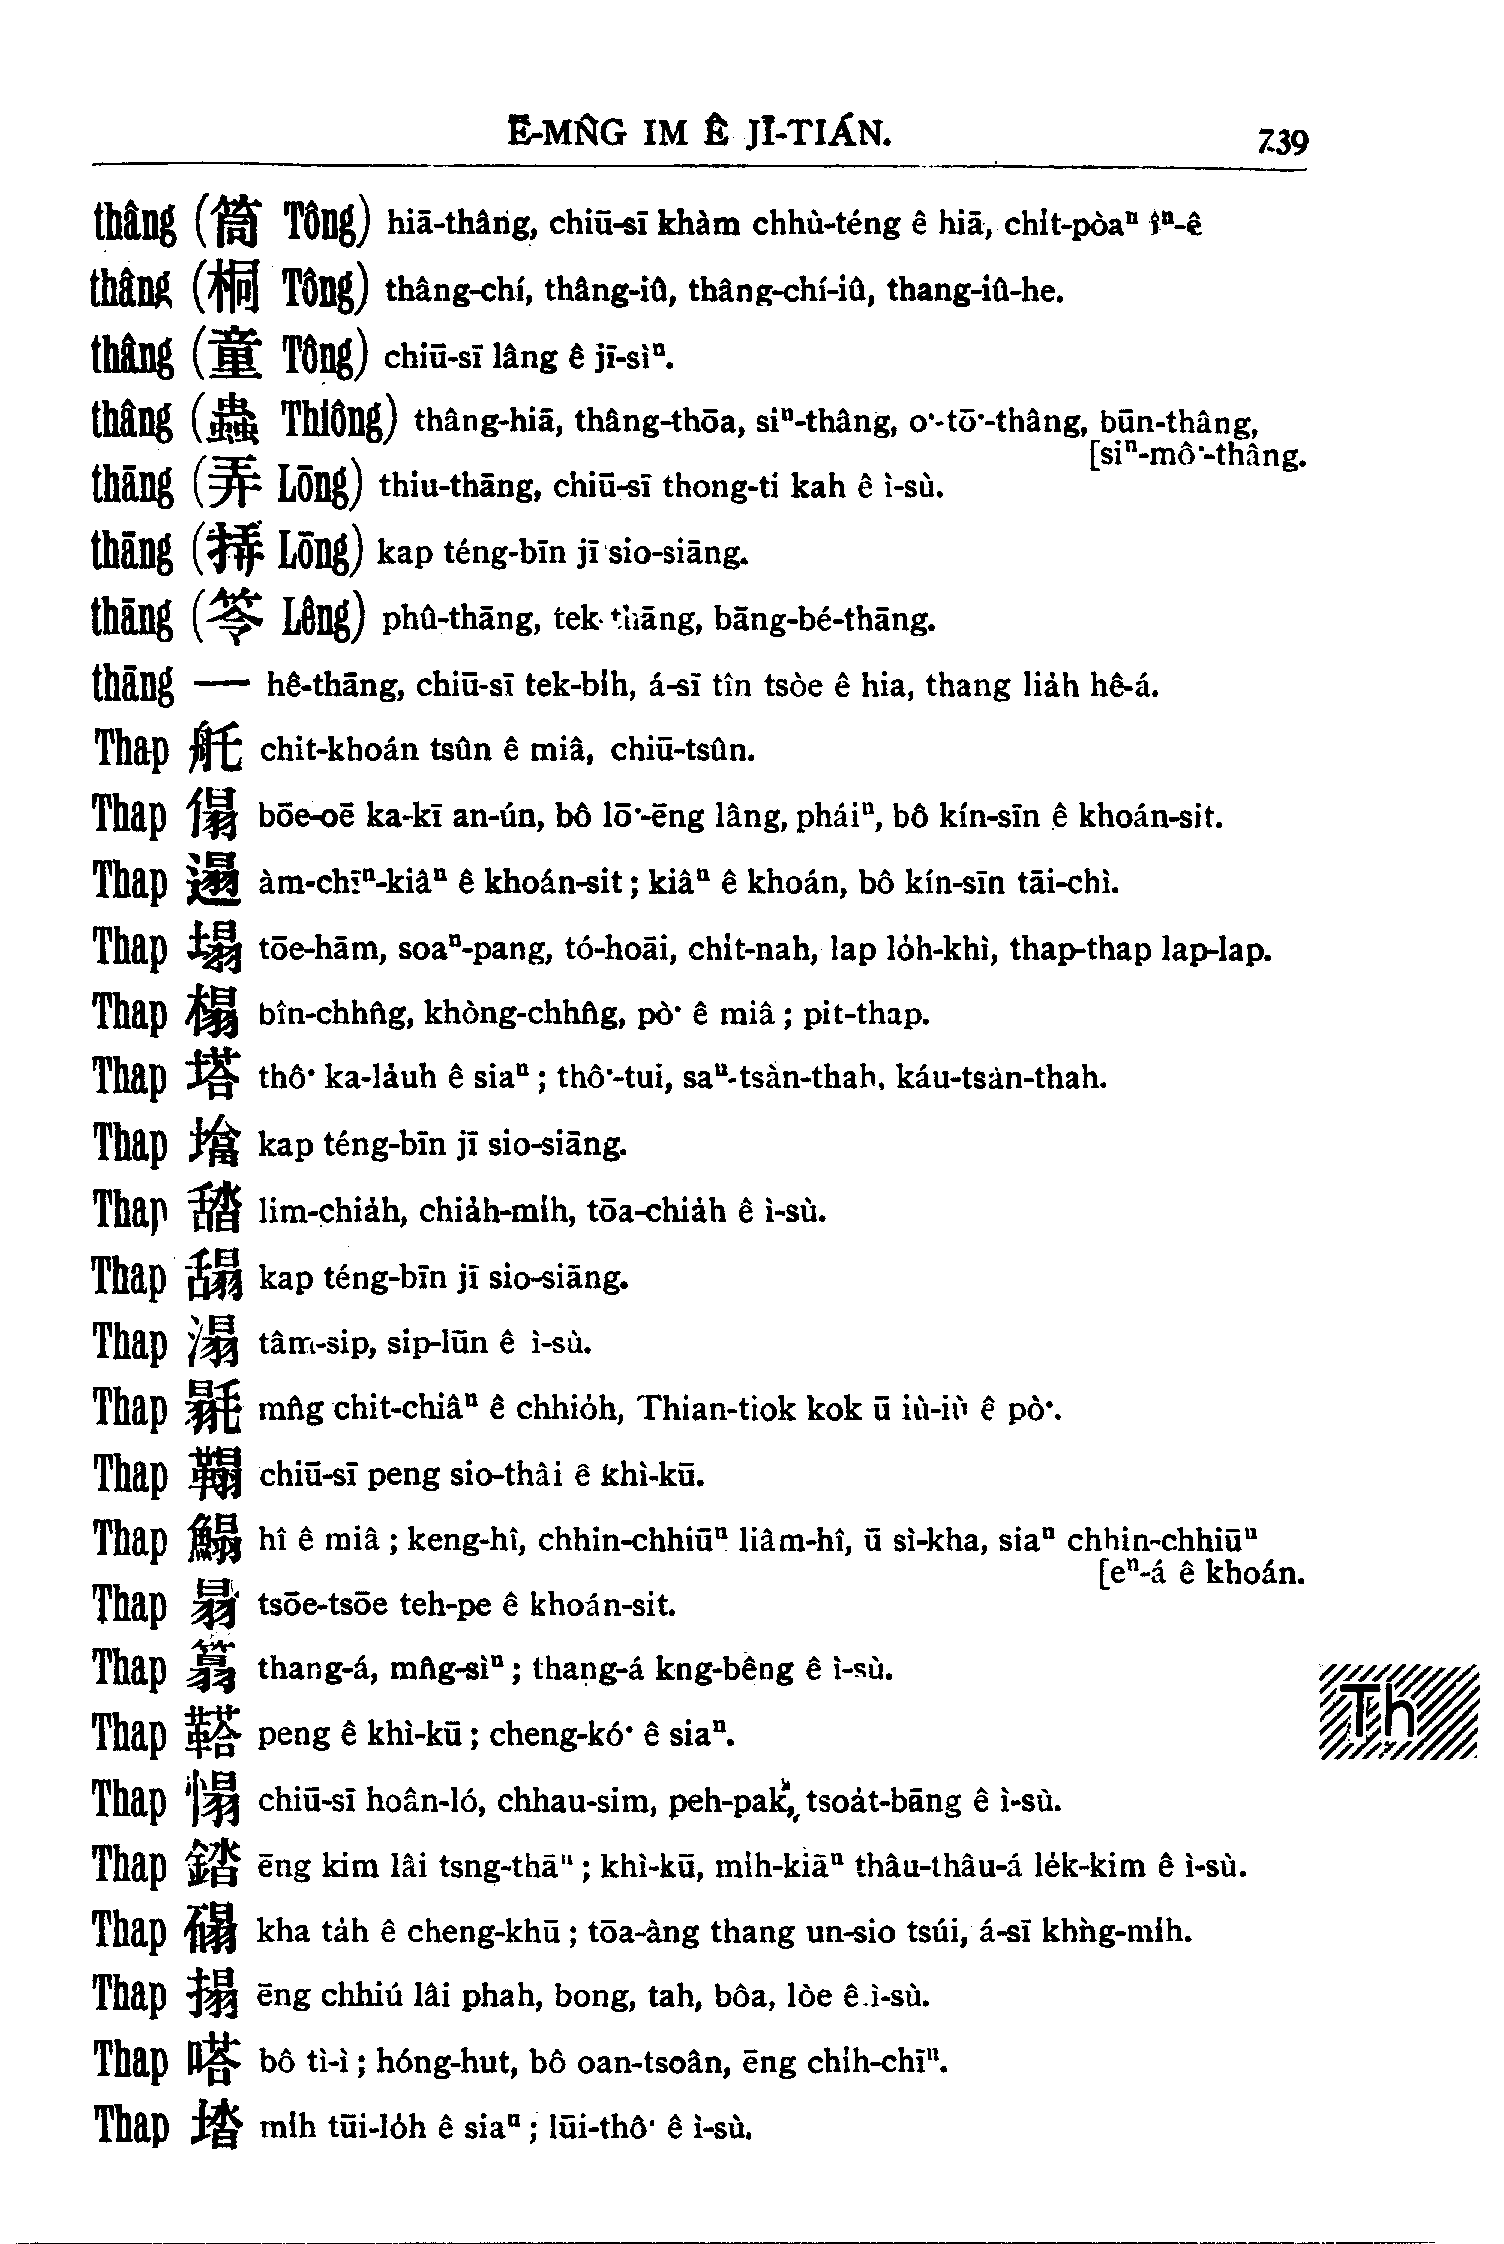 Ē-MN̂G IM Ê JĪ-TIÁN.
739
thâng (筒 Tông) hiā-thâng, chiū-sī khàm chhù-téng ê hiā, chi̍t-pòaⁿ îⁿ-ê
thâng (桐 Tông) thâng-chí, thâng-iû, thâng-chí-iû, thang-iû-he.
thâng (童 Tông) chiū-sī lâng ê jī-sìⁿ.
thâng (蟲 Thiông) thâng-hiā, thâng-thōa, siⁿ-thâng, o͘-tō͘-thâng, būn-thâng,
[siⁿ-mô͘-thâng.
thāng (弄 Lōng) thiu-thāng, chiū-sī thong-ti kah ê ì-sù.
thāng (挵 Lōng) kap téng-bīn jī sio-siāng.
thāng (笭 Lêng) phû-thāng, tek-thāng, bāng-bé-thāng.
thāng — hê-thāng, chiū-sī tek-bi̍h, á-sī tîn tsòe ê hia, thang lia̍h hê-á.
Thap 㲺 chit-khoán tsûn ê miâ, chiū-tsûn.
Thap 傝 bōe-oē ka-kī an-ún, bô lō͘-ēng lâng, pháiⁿ, bô kín-sīn ê khoán-sit.
Thap 遢 àm-chīⁿ-kiâⁿ ê khoán-sit; kiâⁿ ê khoán, bô kín-sīn tāi-chì.
Thap 塌 tōe-hām, soaⁿ-pang, tó-hoāi, chi̍t-nah, lap lo̍h-khì, thap-thap lap-lap.
Thap 榻 bîn-chhn̂g, khòng-chhn̂g, pò͘ ê miâ; pit-thap.
Thap 塔 thô͘ ka-la̍uh ê siaⁿ; thô͘-tui, saⁿ-tsàn-thah, káu-tsàn-thah.
Thap kap téng-bīn jī sio-siāng.
Thap 䑜 lim-chia̍h, chia̍h-mi̍h, tōa-chia̍h ê ì-sù.
Thap 䑽 kap téng-bīn jī sio-siāng.
Thap 溻 tâm-sip, sip-lūn ê ì-sù.
Thap 毾 mn̂g chit-chiâⁿ ê chhio̍h, Thian-tiok kok ū iù-iù ê pò͘.
Thap 鞨 chiū-sī peng sio-thâi ê khì-kū.
Thap 鰨 hî ê miâ; keng-hî, chhin-chhiūⁿ liâm-hî, ū sì-kha, siaⁿ chhin-chhiūⁿ
[eⁿ-á ê khoán.
Thap 㬼 tsōe-tsōe teh-pe ê khoán-sit.
Thap 䈳 thang-á, mn̂g-sìⁿ; thang-á kng-bêng ê ì-sù.
Thap 鞳 peng ê khì-kū; cheng-kó͘ ê siaⁿ.
Thap 㥺 chiū-sī hoân-ló, chhau-sim, peh-pak, tsoa̍t-bāng ê ì-sù.
Thap 錔 ēng kim lâi tsng-thāⁿ; khì-kū, mi̍h-kiāⁿ thâu-thâu-á le̍k-kim ê ì-sù.
Thap 𥔽 kha ta̍h ê cheng-khū; tōa-àng thang un-sio tsúi, á-sī khǹg-mi̍h.
Thap 搨 ēng chhiú lâi phah, bong, tah, bôa, lòe ê ì-sù.
Thap 嗒 bô tì-ì; hóng-hut, bô oan-tsoân, ēng chi̍h-chīⁿ.
Thap 㙮 mi̍h tūi-lo̍h ê siaⁿ; lūi-thô͘ ê ì-sù.
Th